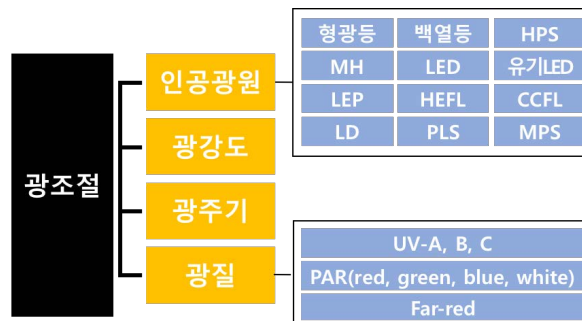 광조절
인공광원
광강도
광주기
광질
형광등 백열등 HPS
MH LED 유기LED
LEP HEFL CCFL
LD PLS MPS
UV-A, B, C
PAR(red, green, blue, white)
Far-red